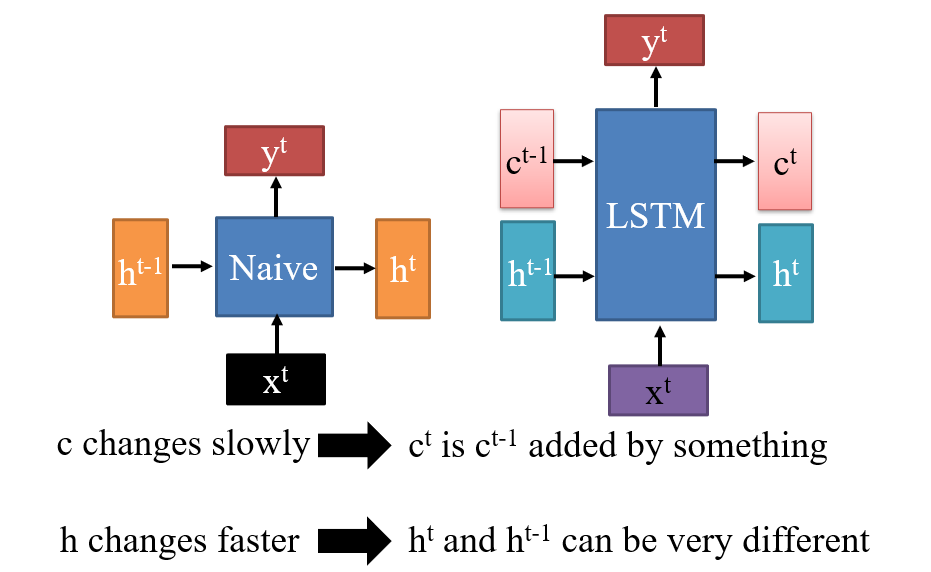 y^t
h^t-1
Naive
h^t
x^t
y^t
c^t-1
c^t
LSTM
h^t-1
h^t
x^t
c changes slowly
c^t is c^t-1 added by something
h changes faster
h^t and h^t-1 can be very different